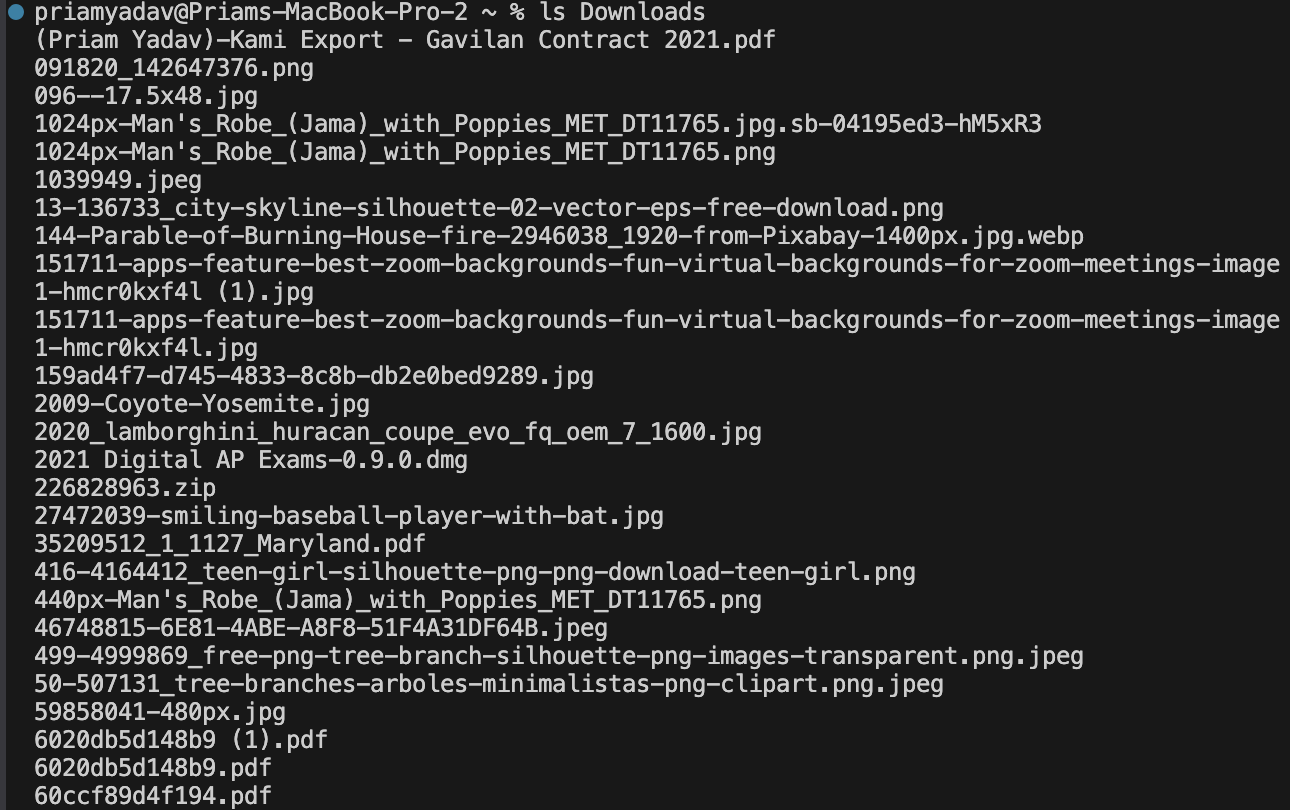 priamyadav@Priams-MacBook-Pro-2 ~ % ls Downloads
(Priam Yadav)-Kami Export - Gavilan Contract 2021.pdf
091820_142647376.png
096--17.5x48.jpg
1024px-Man's_Robe_(Jama)_with_Poppies_MET_DT11765.jpg.sb-04195ed3-hM5xR3
1024px-Man's_Robe_(Jama)_with_Poppies_MET_DT11765.png
1039949.jpeg
13-136733_city-skyline-silhouette-02-vector-eps-free-download.png
144-Parable-of-Burning-House-fire-2946038_1920-from-Pixabay-1400px.jpg.webp
151711-apps-feature-best-zoom-backgrounds-fun-virtual-backgrounds-for-zoom-meetings-image
1-hmcr0kxf4l (1).jpg
151711-apps-feature-best-zoom-backgrounds-fun-virtual-backgrounds-for-zoom-meetings-image
1-hmcr0kxf4l.jpg
159ad4f7-d745-4833-8c8b-db2e0bed9289.jpg
2009-Coyote-Yosemite.jpg
2020_lamborghini_huracan_coupe_evo_fq_oem_7_1600.jpg
2021 Digital AP Exams-0.9.0.dmg
226828963.zip
27472039-smiling-baseball-player-with-bat.jpg
35209512_1_1127_Maryland.pdf
416-4164412_teen-girl-silhouette-png-png-download-teen-girl.png
440px-Man's_Robe_(Jama)_with_Poppies_MET_DT11765.png
46748815-6E81-4ABE-A8F8-51F4A31DF64B.jpeg
499-4999869_free-png-tree-branch-silhouette-png-images-transparent.png.jpeg
50-507131_tree-branches-arboles-minimalistas-png-clipart.png.jpeg
59858041-480px.jpg
6020db5d148b9 (1).pdf
6020db5d148b9.pdf
60ccf89d4f194.pdf